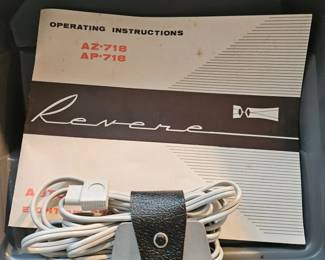 OPERATING INSTRUCTIONS
AZ-718
AP-718
Revere